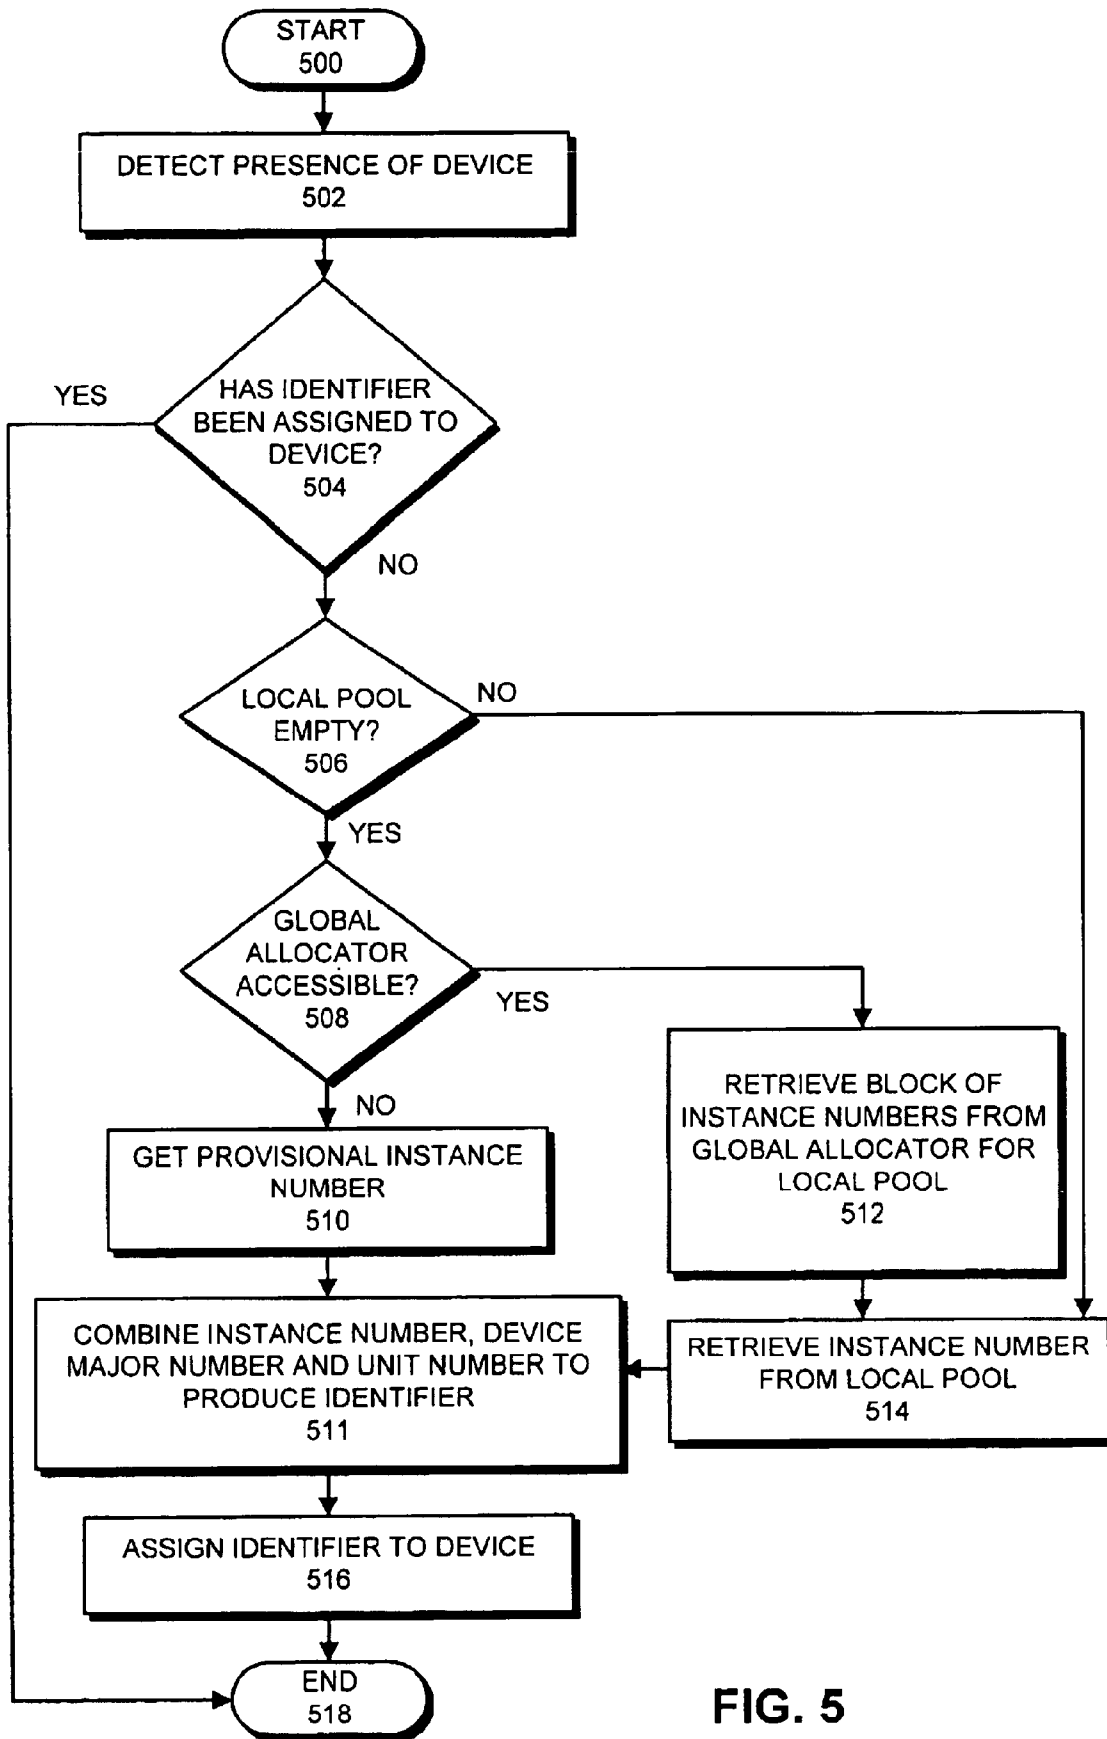 START
500
DETECT PRESENCE OF DEVICE
502
YES
HAS IDENTIFIER
BEEN ASSIGNED TO
DEVICE?
504
NO
LOCAL POOL
EMPTY?
506
NO
YES
GLOBAL
ALLOCATOR
ACCESSIBLE?
508
YES
NO
RETRIEVE BLOCK OF
INSTANCE NUMBERS FROM
GLOBAL ALLOCATOR FOR
LOCAL POOL
512
GET PROVISIONAL INSTANCE
NUMBER
510
COMBINE INSTANCE NUMBER, DEVICE
MAJOR NUMBER AND UNIT NUMBER TO
PRODUCE IDENTIFIER
511
RETRIEVE INSTANCE NUMBER
FROM LOCAL POOL
514
ASSIGN IDENTIFIER TO DEVICE
516
END
518
FIG. 5